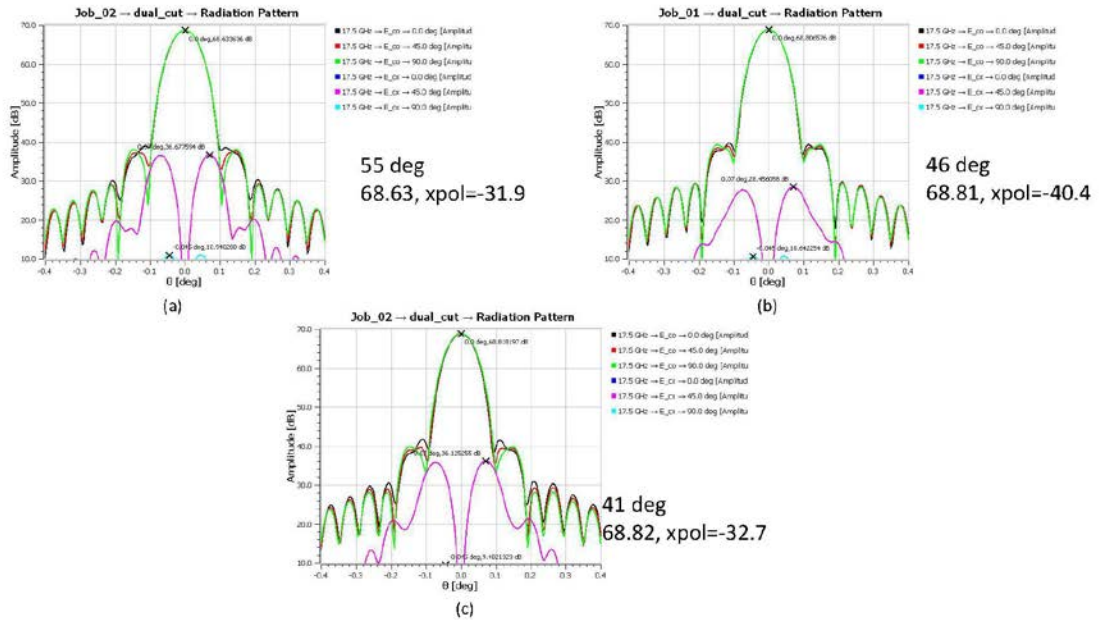 Job_02 → dual_cut → Radiation Pattern
70.0
60.0
50.0
40.0
30.0
20.0
10.0
Amplitude [dB]
-0.4 -0.3 -0.2 -0.1 0.0 0.1 0.2 0.3 0.4
θ [deg]
17.5 GHz → E_co → 0.0 deg [Amplitud
17.5 GHz → E_co → 45.0 deg [Amplitu
17.5 GHz → E_co → 90.0 deg [Amplitu
17.5 GHz → E_cx → 0.0 deg [Amplitud
17.5 GHz → E_cx → 45.0 deg [Amplitu
17.5 GHz → E_cx → 90.0 deg [Amplitu
55 deg
68.63, xpol=-31.9
(a)
Job_01 → dual_cut → Radiation Pattern
70.0
60.0
50.0
40.0
30.0
20.0
10.0
Amplitude [dB]
-0.4 -0.3 -0.2 -0.1 0.0 0.1 0.2 0.3 0.4
θ [deg]
17.5 GHz → E_co → 0.0 deg [Amplitud
17.5 GHz → E_co → 45.0 deg [Amplitu
17.5 GHz → E_co → 90.0 deg [Amplitu
17.5 GHz → E_cx → 0.0 deg [Amplitud
17.5 GHz → E_cx → 45.0 deg [Amplitu
17.5 GHz → E_cx → 90.0 deg [Amplitu
46 deg
68.81, xpol=-40.4
(b)
Job_02 → dual_cut → Radiation Pattern
70.0
60.0
50.0
40.0
30.0
20.0
10.0
Amplitude [dB]
-0.4 -0.3 -0.2 -0.1 0.0 0.1 0.2 0.3 0.4
θ [deg]
17.5 GHz → E_co → 0.0 deg [Amplitud
17.5 GHz → E_co → 45.0 deg [Amplitu
17.5 GHz → E_co → 90.0 deg [Amplitu
17.5 GHz → E_cx → 0.0 deg [Amplitud
17.5 GHz → E_cx → 45.0 deg [Amplitu
17.5 GHz → E_cx → 90.0 deg [Amplitu
41 deg
68.82, xpol=-32.7
(c)